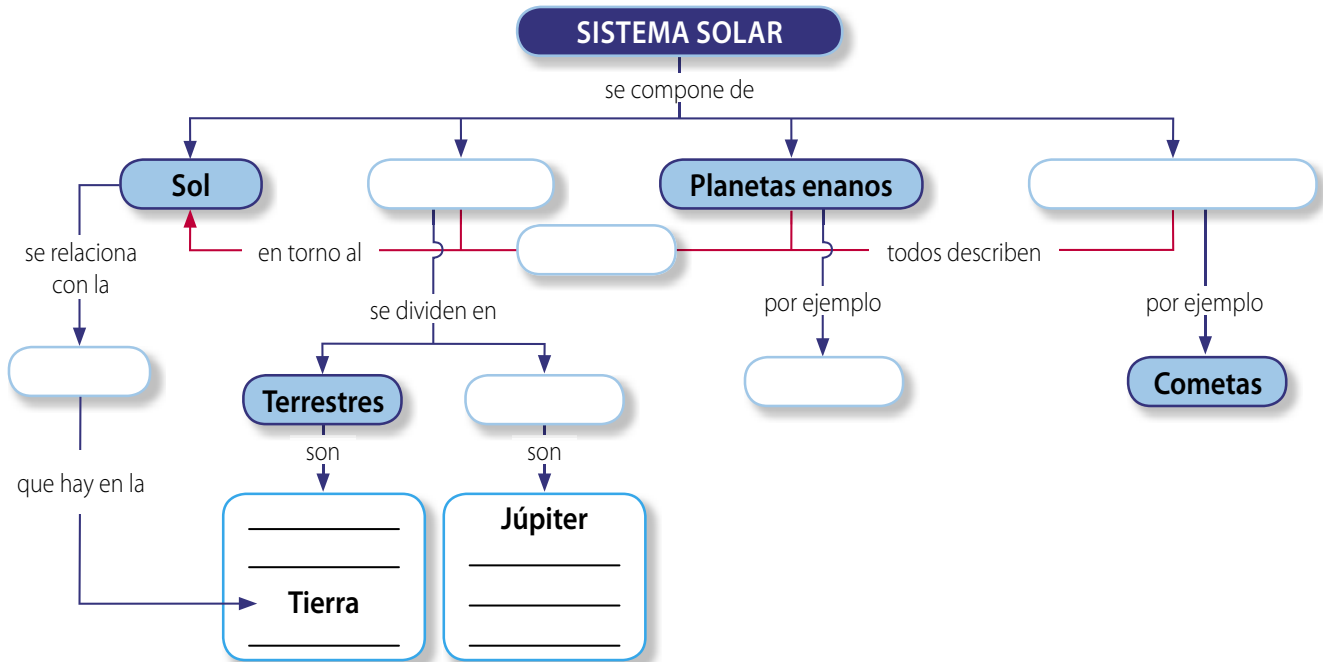 SISTEMA SOLAR
se compone de
Sol
Planetas enanos
en torno al
todos describen
se relaciona
con la
se dividen en
por ejemplo
por ejemplo
Terrestres
Cometas
son
son
que hay en la
Júpiter
Tierra